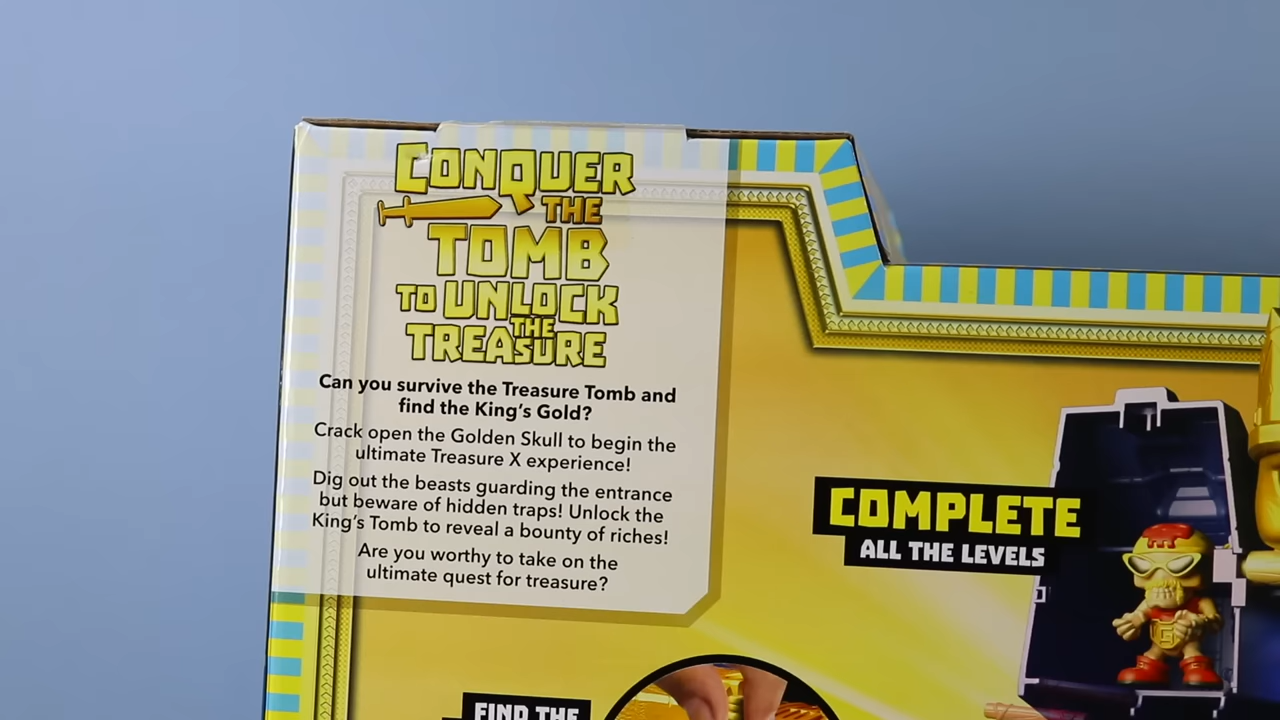 CONQUER
THE
TOMB
TO UNLOCK
THE
TREASURE
Can you survive the Treasure Tomb and
find the King's Gold?
Crack open the Golden Skull to begin the
ultimate Treasure X experience!
Dig out the beasts guarding the entrance
but beware of hidden traps! Unlock the
King's Tomb to reveal a bounty of riches!
Are you worthy to take on the
ultimate quest for treasure?
COMPLETE
ALL THE LEVELS
G
FIND THE